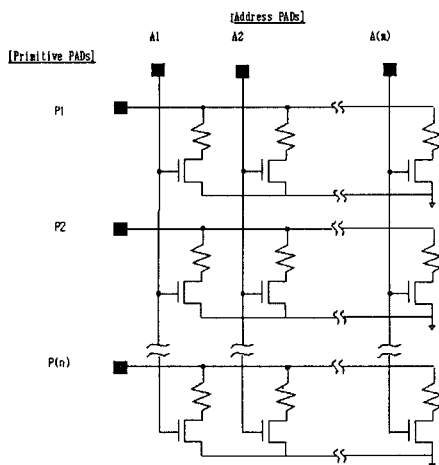 [Address PADs]
A1 A2 A(m)
[Primitive PADs]
P1
P2
P(n)